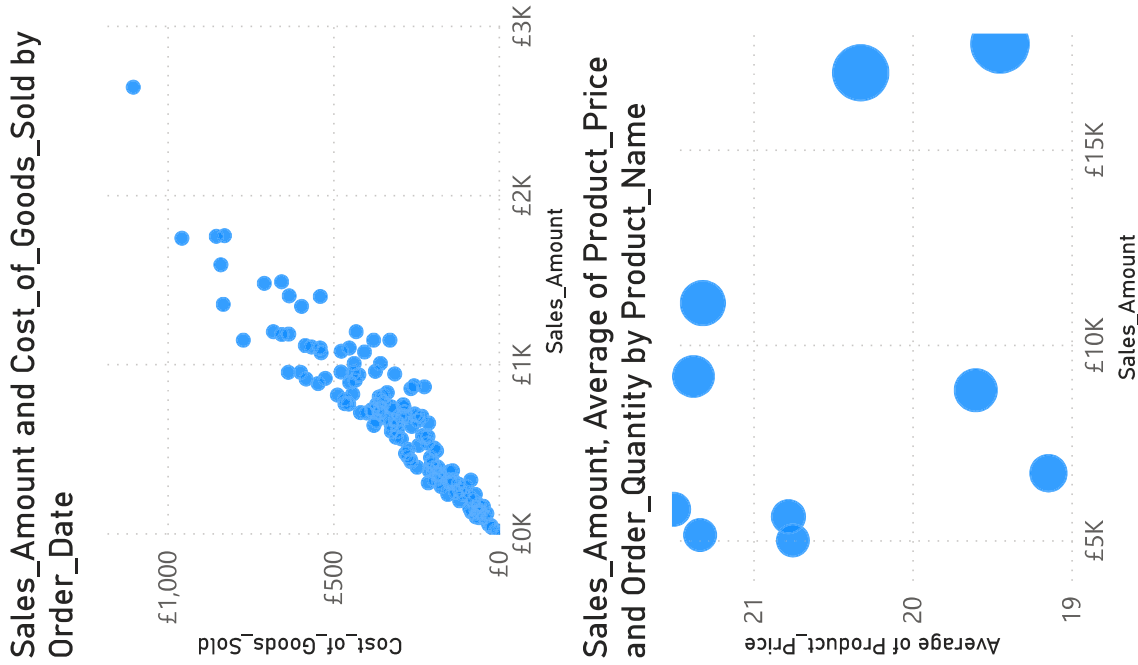 Sales_Amount and Cost_of_Goods_Sold by
Order_Date
Cost_of_Goods_Sold
£1,000
£500
£0
£0K
£1K
£2K
£3K
Sales_Amount
Sales_Amount, Average of Product_Price
and Order_Quantity by Product_Name
Average of Product_Price
21
20
19
£5K
£10K
£15K
Sales_Amount